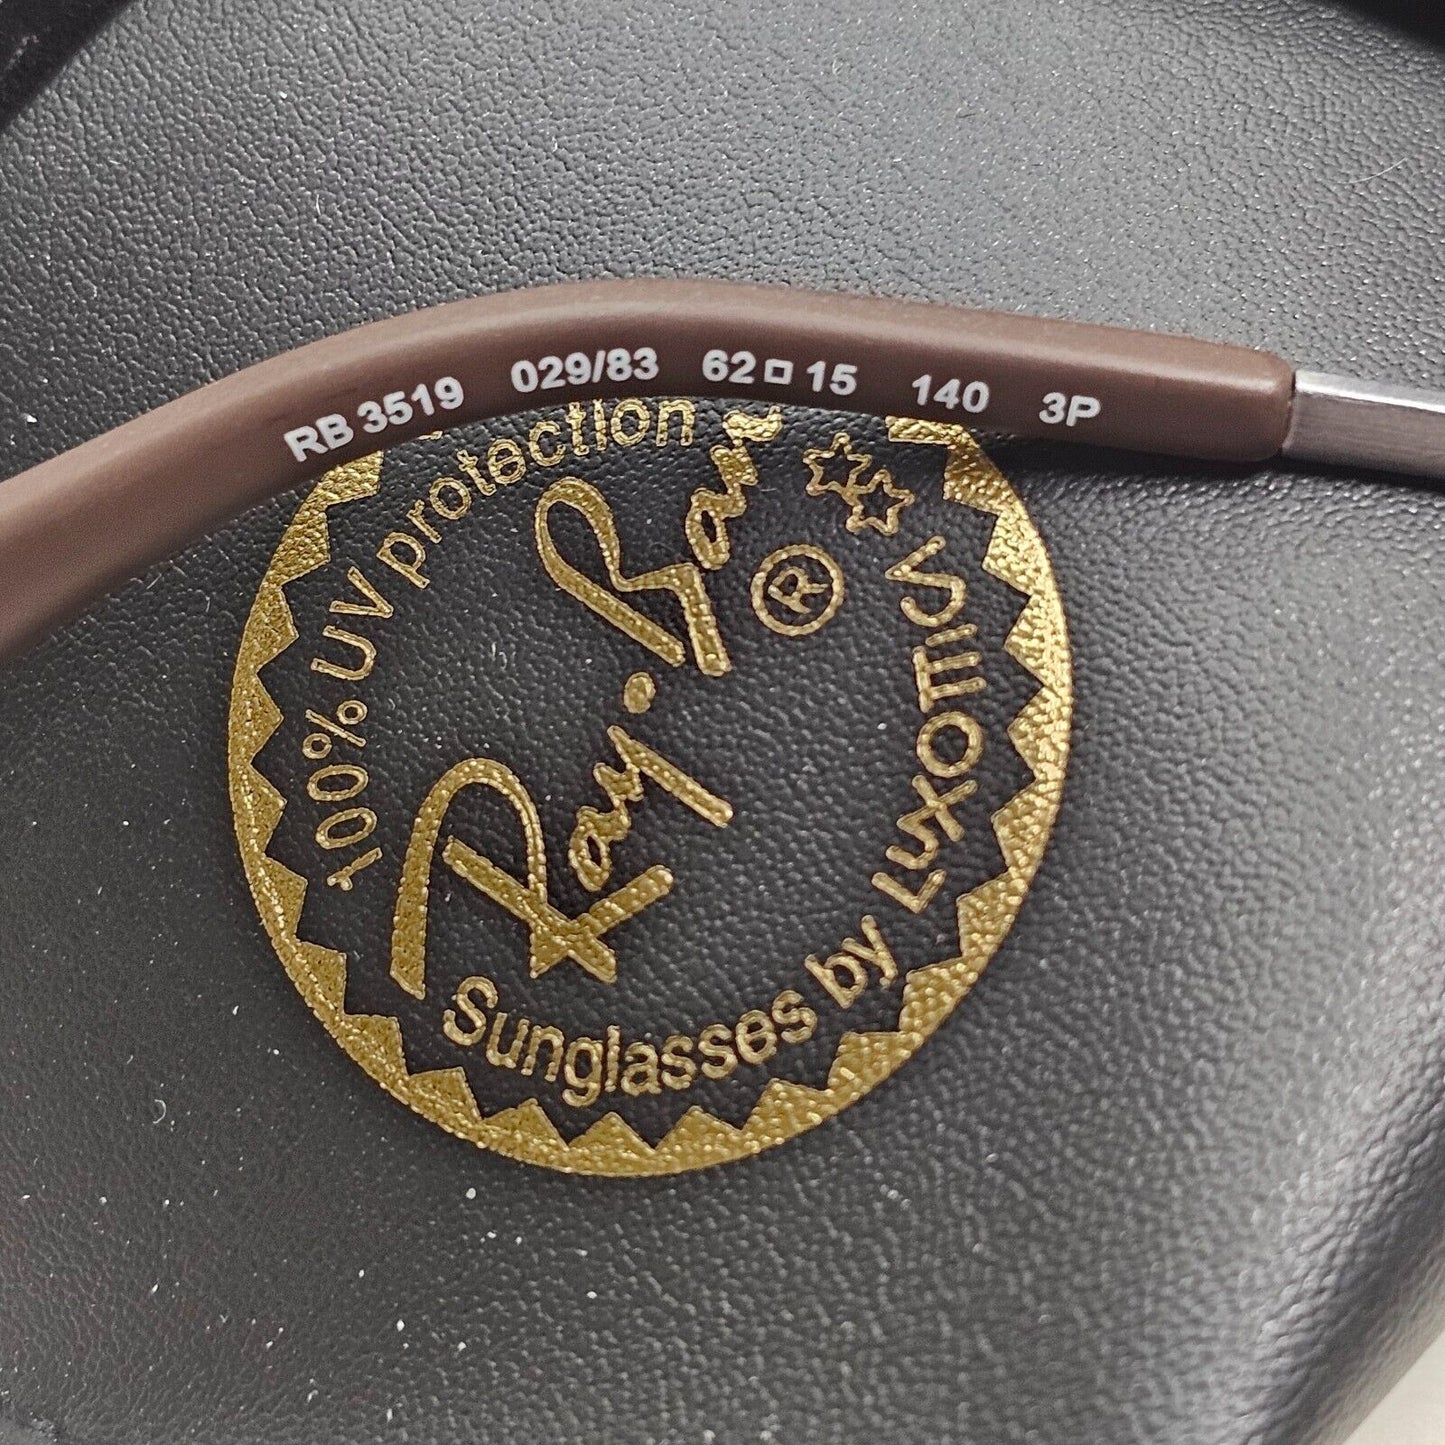 RB 3519 029/83 62□15 140 3P
100% UV protection
Ray-Ban ®
Sunglasses by LUXOTTICA